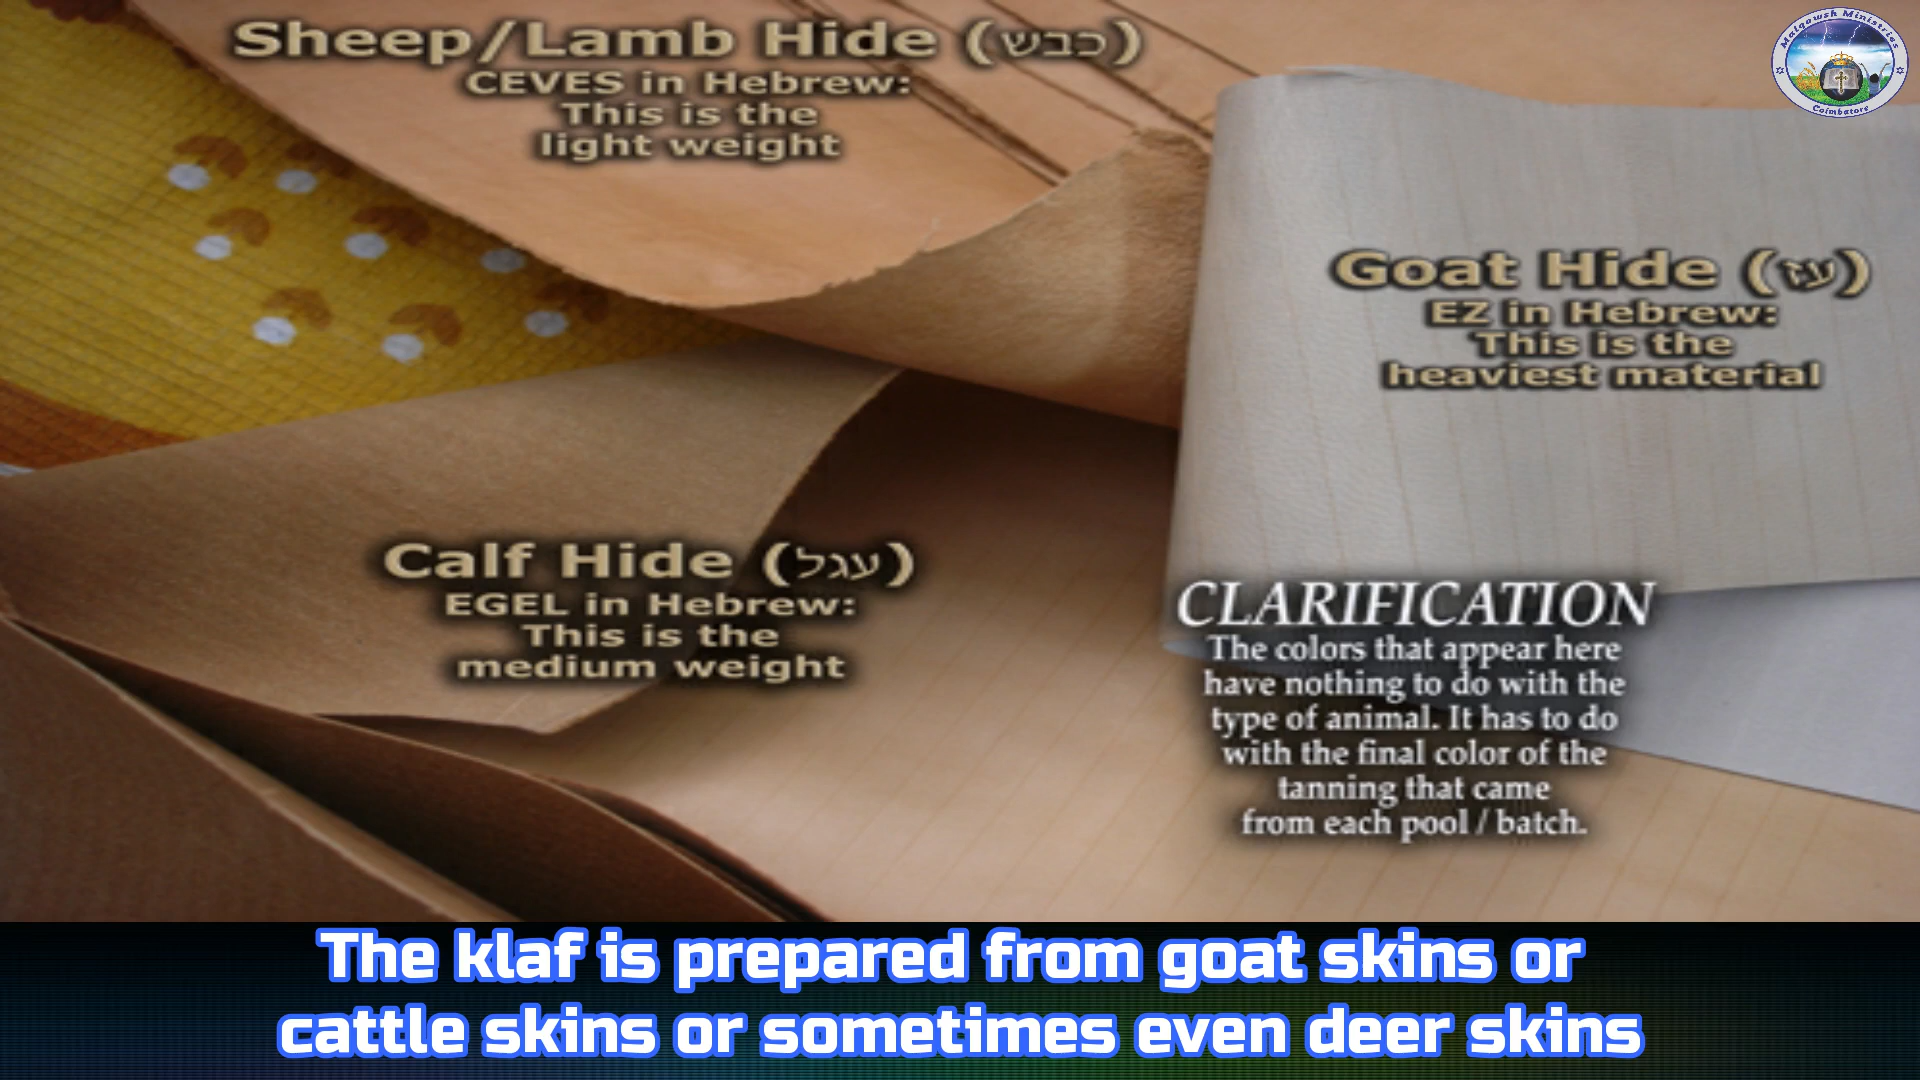 Sheep/Lamb Hide (כבש)
CEVES in Hebrew:
This is the
light weight
Goat Hide (עז)
EZ in Hebrew:
This is the
heaviest material
Calf Hide (עגל)
EGEL in Hebrew:
This is the
medium weight
CLARIFICATION
The colors that appear here
have nothing to do with the
type of animal. It has to do
with the final color of the
tanning that came
from each pool / batch.
Malqowsh Ministries
Coimbatore
The klaf is prepared from goat skins or
cattle skins or sometimes even deer skins